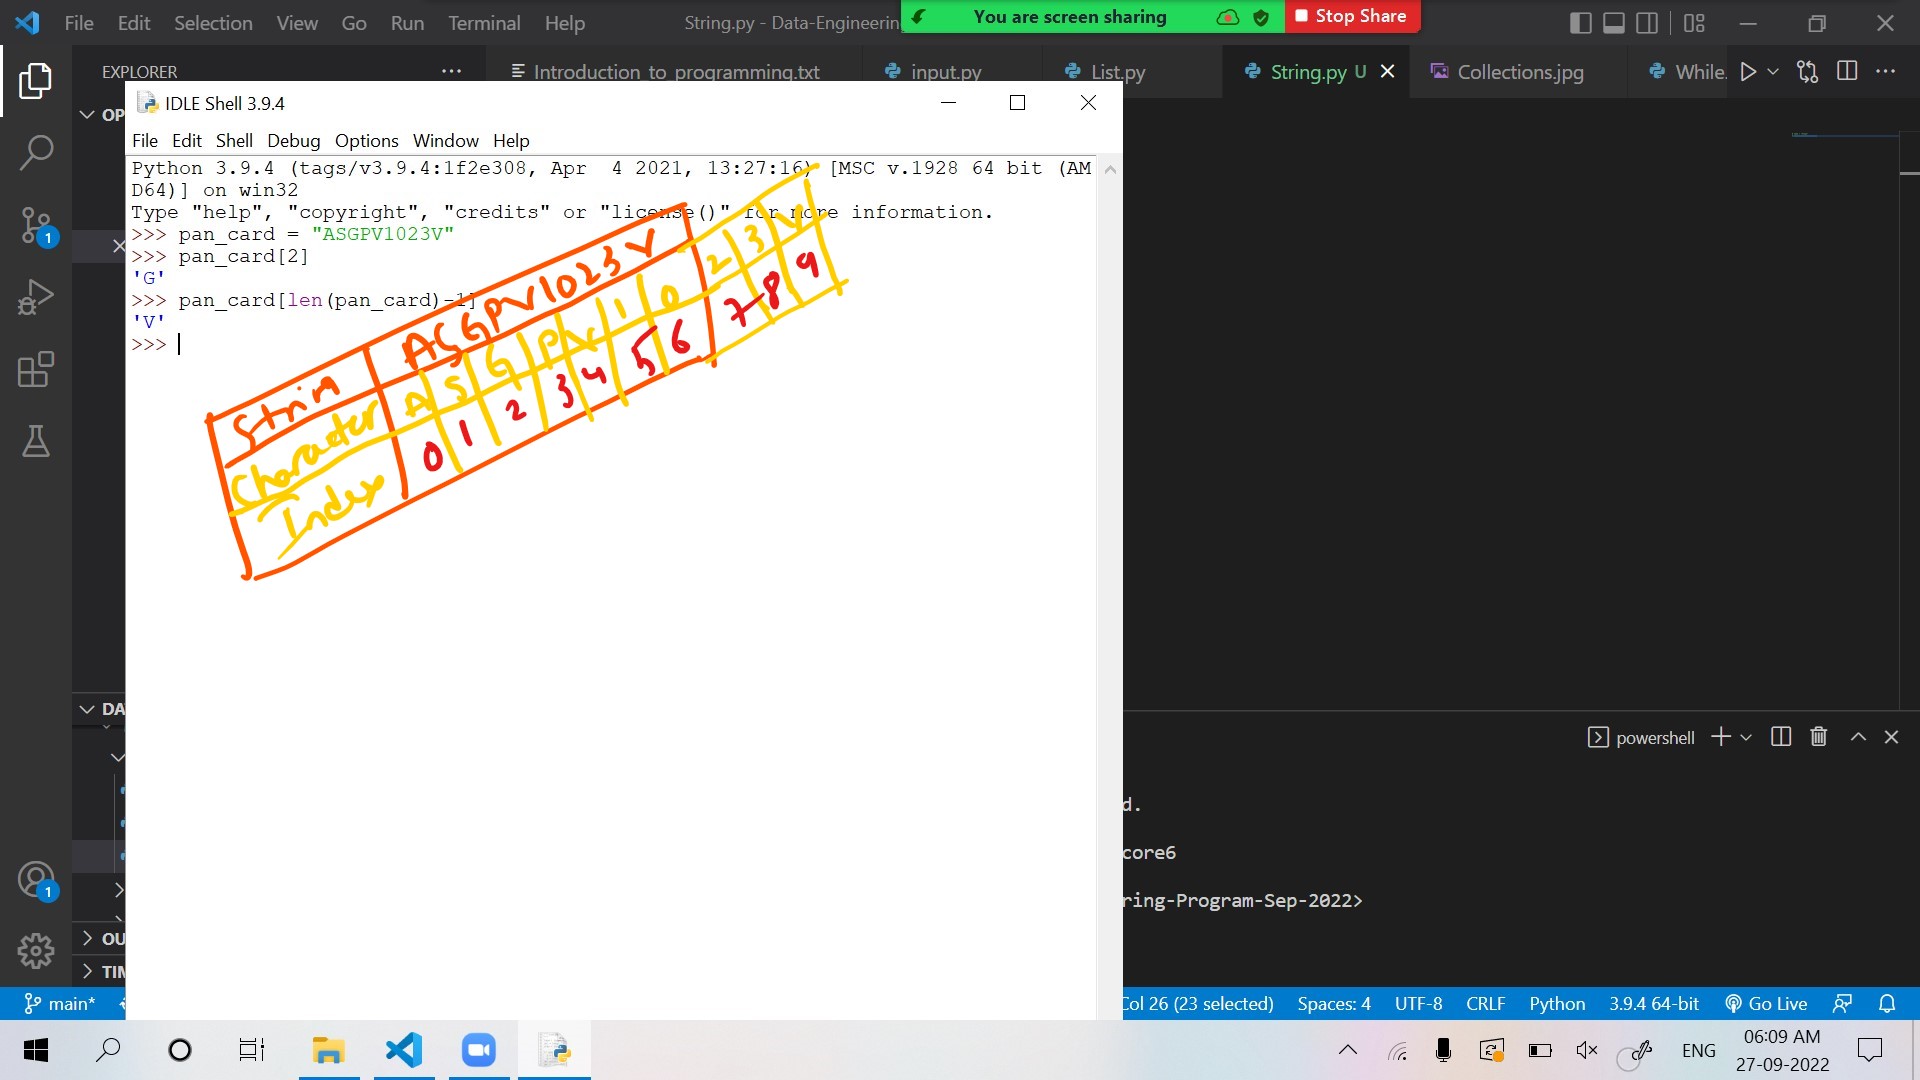 File Edit Selection View Go Run Terminal Help
String.py - Data-Engineerin
You are screen sharing
Stop Share
EXPLORER
Introduction_to_programming.txt
input.py
List.py
String.py U
Collections.jpg
While.
OP
IDLE Shell 3.9.4
File Edit Shell Debug Options Window Help
Python 3.9.4 (tags/v3.9.4:1f2e308, Apr 4 2021, 13:27:16) [MSC v.1928 64 bit (AM
D64)] on win32
Type "help", "copyright", "credits" or "license()" for more information.
>>> pan_card = "ASGPV1023V"
>>> pan_card[2]
'G'
>>> pan_card[len(pan_card)-1]
'V'
>>>
String ASGPV1023V
Character A S G P V 1 0 2 3 V
Index 0 1 2 3 4 5 6 7 8 9
1
DA
powershell
d.
core6
ring-Program-Sep-2022>
1
OU
TIM
main*
Col 26 (23 selected) Spaces: 4 UTF-8 CRLF Python 3.9.4 64-bit Go Live
ENG
06:09 AM
27-09-2022